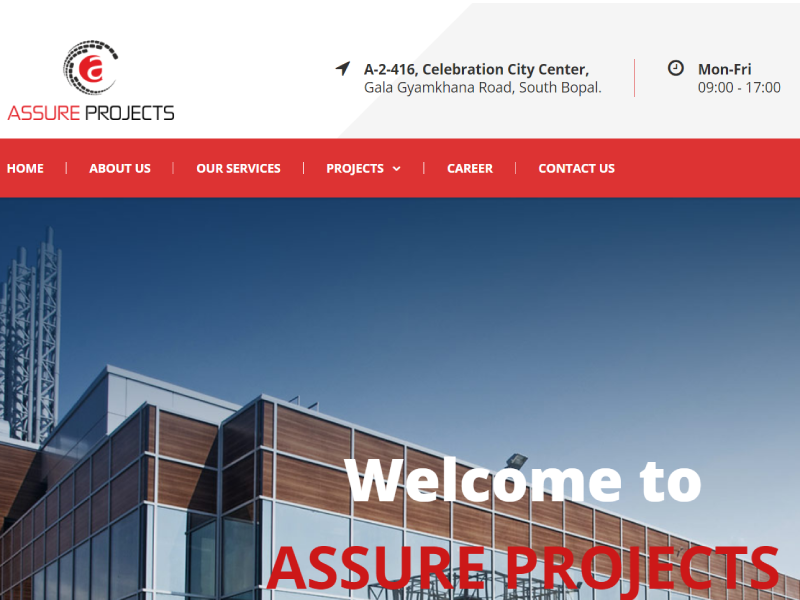 ASSURE PROJECTS
A-2-416, Celebration City Center,
Gala Gyamkhana Road, South Bopal.
Mon-Fri
09:00 - 17:00
HOME
ABOUT US
OUR SERVICES
PROJECTS
CAREER
CONTACT US
Welcome to
ASSURE PROJECTS